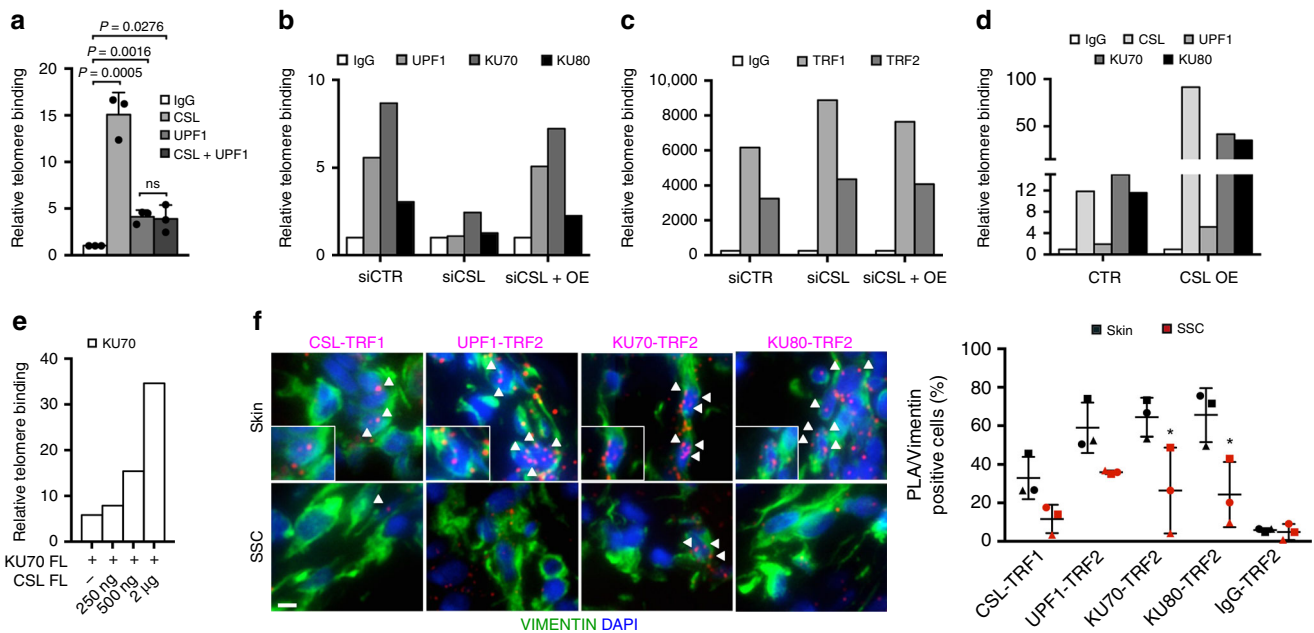 a
P = 0.0276
P = 0.0016
P = 0.0005
20
15
10
5
0
Relative telomere binding
IgG
CSL
UPF1
CSL + UPF1
ns
b
IgG UPF1 KU70 KU80
10
5
0
Relative telomere binding
siCTR siCSL siCSL + OE
c
IgG TRF1 TRF2
10,000
8000
6000
4000
2000
0
Relative telomere binding
siCTR siCSL siCSL + OE
d
IgG CSL UPF1
KU70 KU80
100
50
12
8
4
0
Relative telomere binding
CTR CSL OE
e
KU70
40
30
20
10
0
Relative telomere binding
KU70 FL + + + +
CSL FL – 250 ng 500 ng 2 µg
f
CSL-TRF1 UPF1-TRF2 KU70-TRF2 KU80-TRF2
Skin
SSC
VIMENTIN DAPI
Skin SSC
100
80
60
40
20
0
PLA/Vimentin
positive cells (%)
* *
CSL-TRF1 UPF1-TRF2 KU70-TRF2 KU80-TRF2 IgG-TRF2